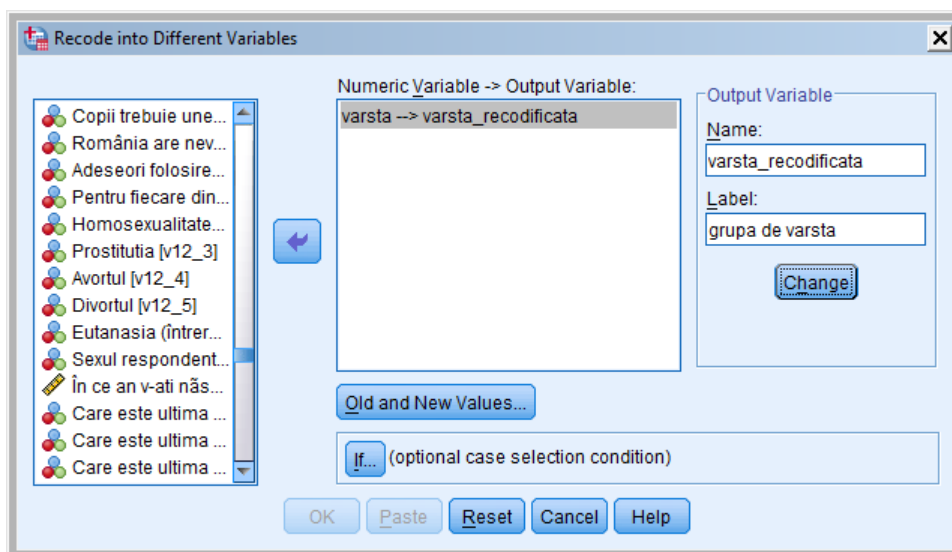 Recode into Different Variables
Copii trebuie une...
România are nev...
Adeseori folosire...
Pentru fiecare din...
Homosexualitate...
Prostitutia [v12_3]
Avortul [v12_4]
Divortul [v12_5]
Eutanasia (întrer...
Sexul respondent...
În ce an v-ati năs...
Care este ultima ...
Care este ultima ...
Care este ultima ...
Numeric Variable -> Output Variable:
varsta --> varsta_recodificata
Old and New Values...
If... (optional case selection condition)
Output Variable
Name:
varsta_recodificata
Label:
grupa de varsta
Change
OK Paste Reset Cancel Help